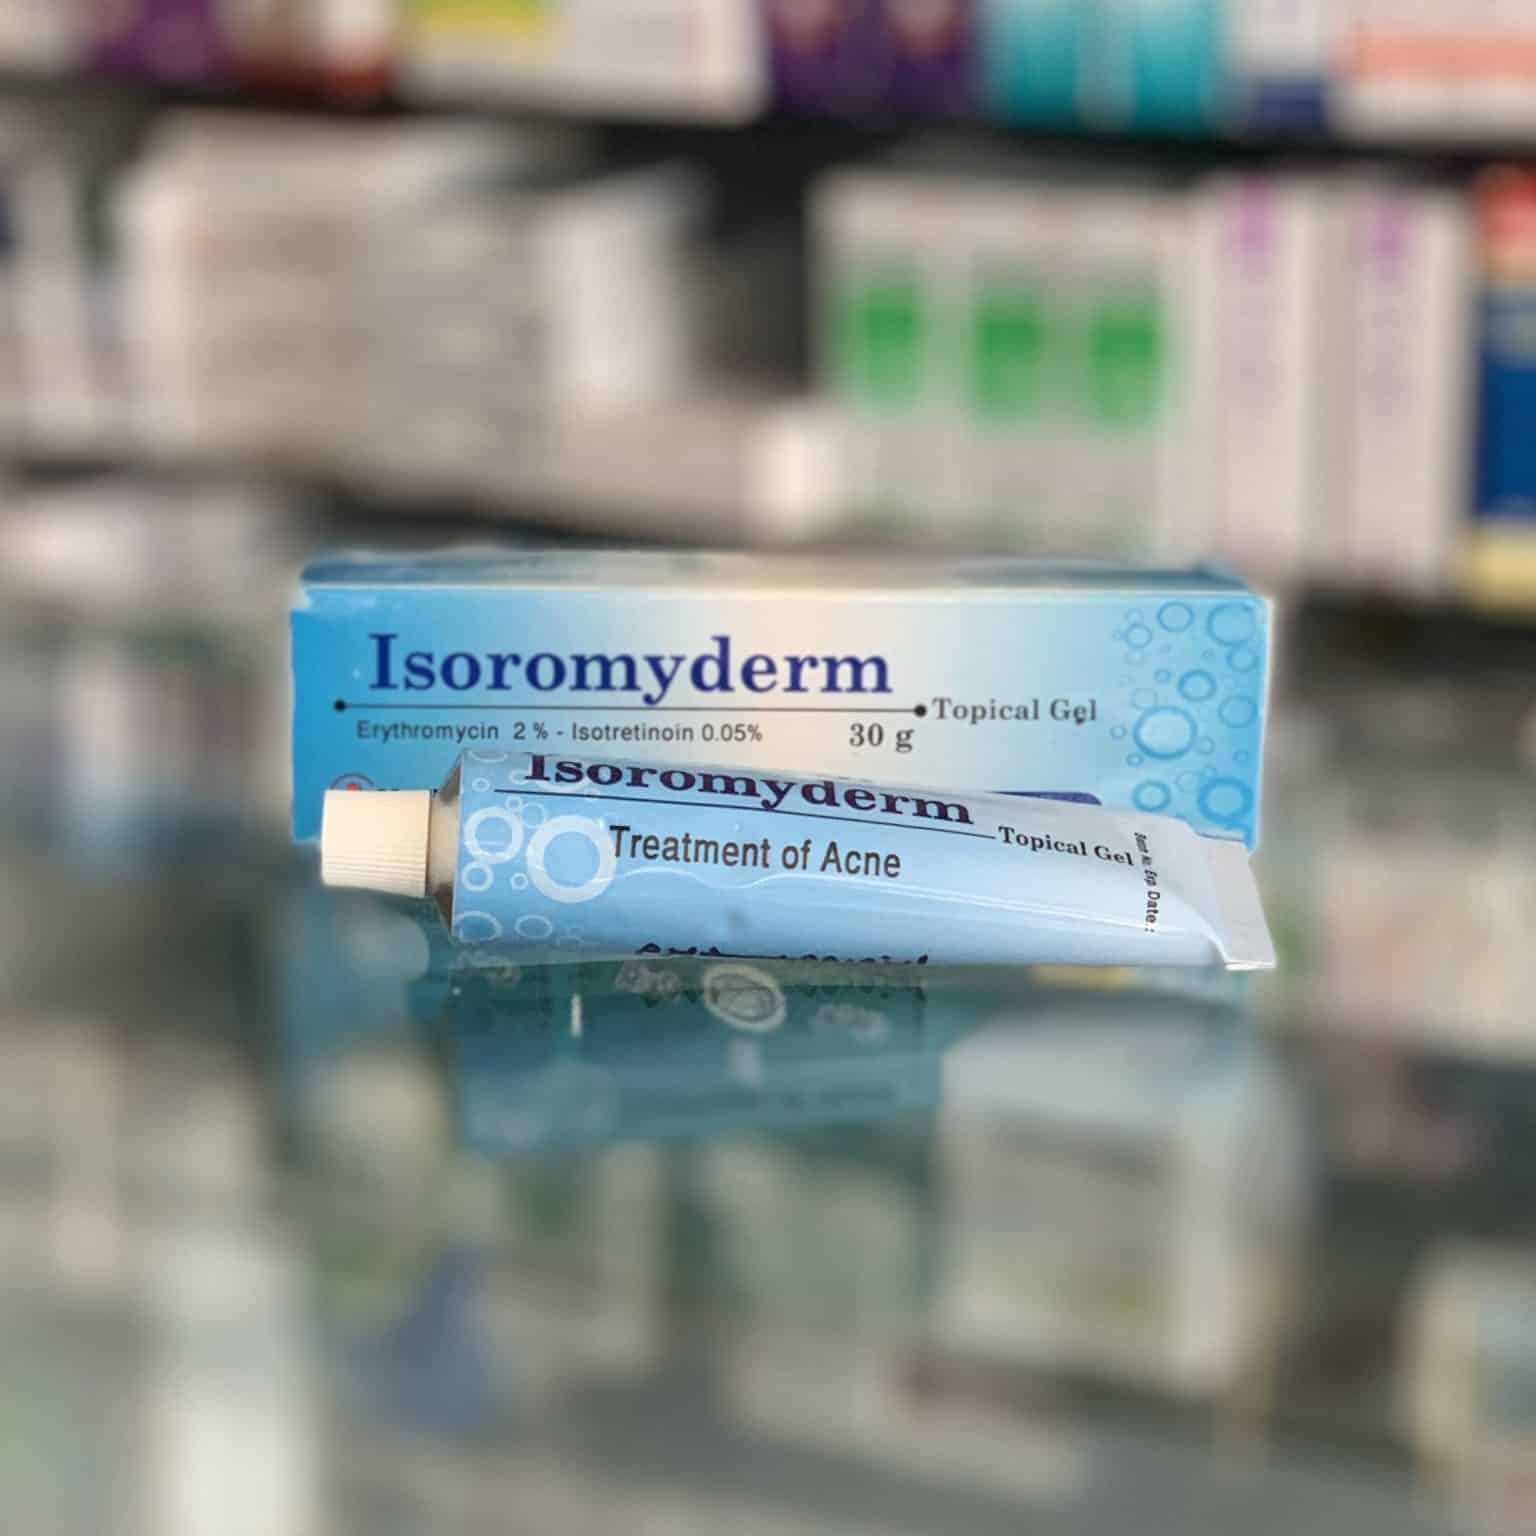 Isoromyderm
Topical Gel
Erythromycin 2 % - Isotretinoin 0.05%
30 g
Isoromyderm
Topical Gel
Treatment of Acne
Exp Date: